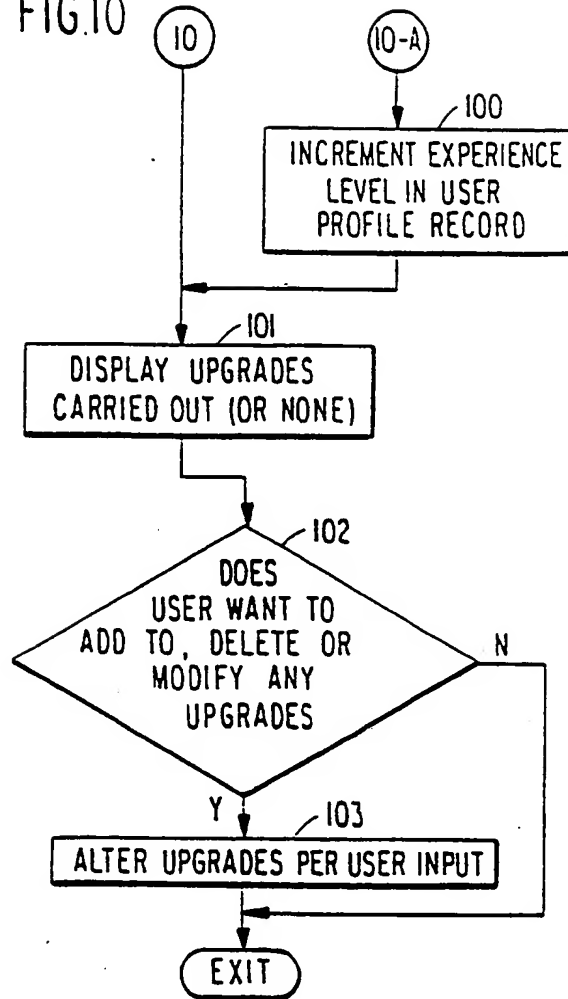 FIG.10
10
10-A
100
INCREMENT EXPERIENCE
LEVEL IN USER
PROFILE RECORD
101
DISPLAY UPGRADES
CARRIED OUT (OR NONE)
102
DOES
USER WANT TO
ADD TO, DELETE OR
MODIFY ANY
UPGRADES
N
Y
103
ALTER UPGRADES PER USER INPUT
EXIT